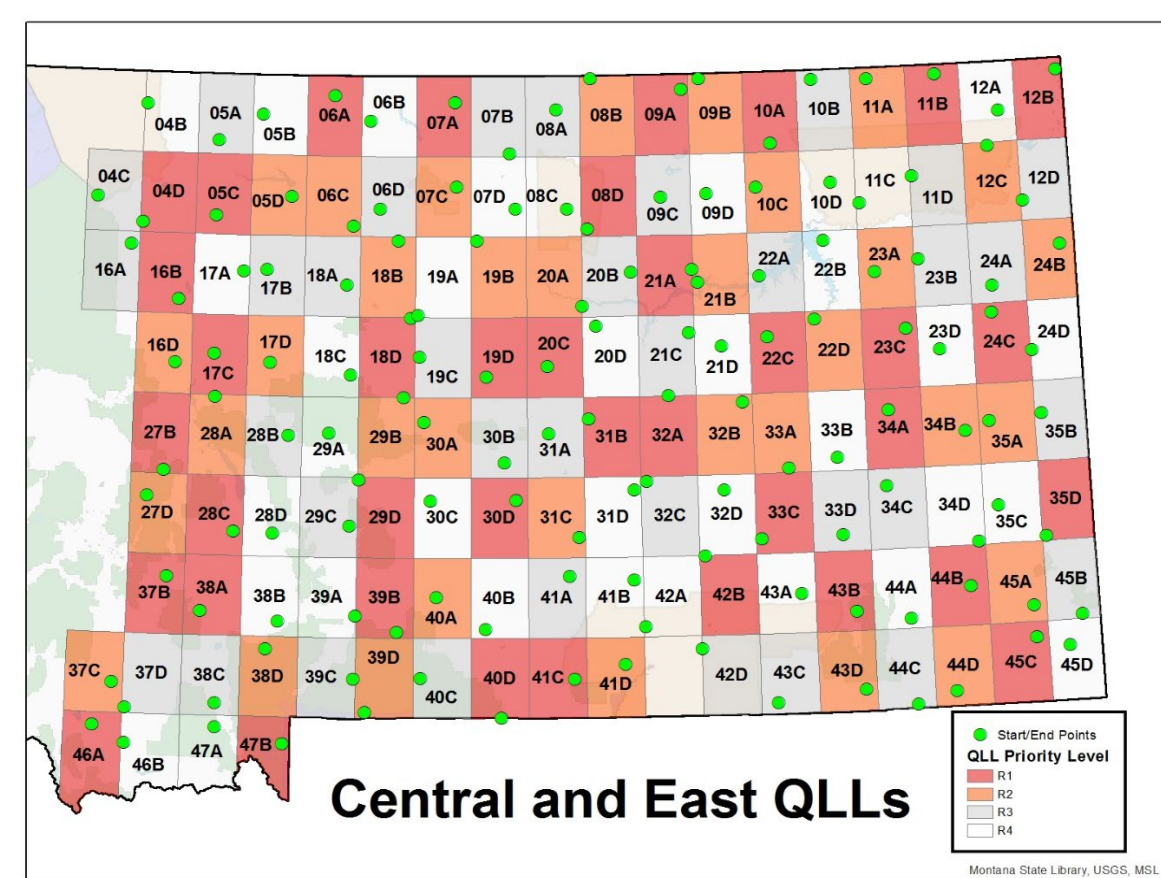 04B 05A 05B 06A 06B 07A 07B 08A 08B 09A 09B 10A 10B 11A 11B 12A 12B
04C 04D 05C 05D 06C 06D 07C 07D 08C 08D 09C 09D 10C 10D 11C 11D 12C 12D
16A 16B 17A 17B 18A 18B 19A 19B 20A 20B 21A 21B 22A 22B 23A 23B 24A 24B
16D 17C 17D 18C 18D 19C 19D 20C 20D 21C 21D 22C 22D 23C 23D 24C 24D
27B 28A 28B 29A 29B 30A 30B 31A 31B 32A 32B 33A 33B 34A 34B 35A 35B
27D 28C 28D 29C 29D 30C 30D 31C 31D 32C 32D 33C 33D 34C 34D 35C 35D
37B 38A 38B 39A 39B 40A 40B 41A 41B 42A 42B 43A 43B 44A 44B 45A 45B
37C 37D 38C 38D 39C 39D 40C 40D 41C 41D 42D 43C 43D 44C 44D 45C 45D
46A 46B 47A 47B
Start/End Points
QLL Priority Level
R1
R2
R3
R4
Central and East QLLs
Montana State Library, USGS, MSL